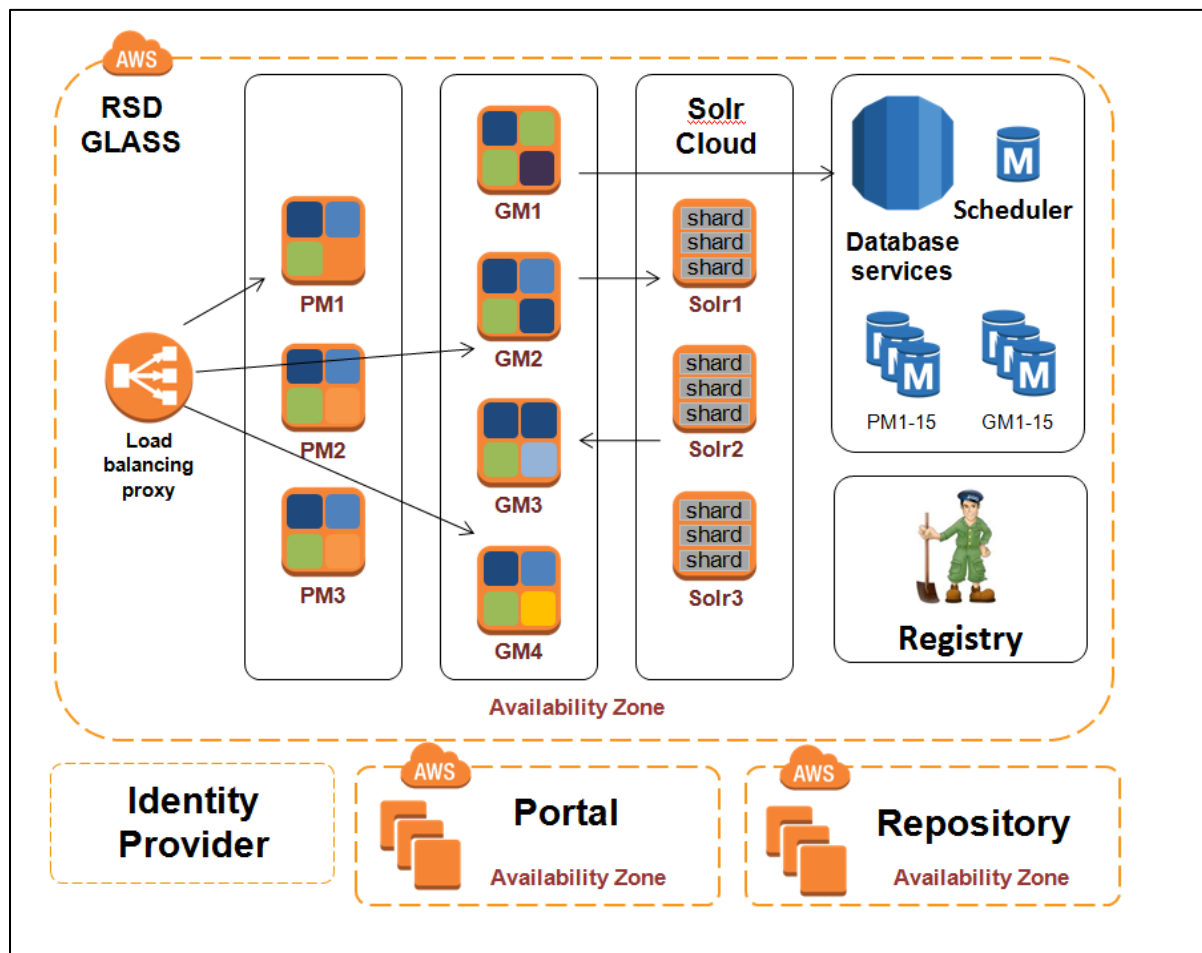 AWS
RSD
GLASS
Load
balancing
proxy
PM1
PM2
PM3
GM1
GM2
GM3
GM4
Solr
Cloud
shard
shard
shard
Solr1
shard
shard
shard
Solr2
shard
shard
shard
Solr3
M
Scheduler
Database
services
M
PM1-15
M
GM1-15
Registry
Availability Zone
Identity
Provider
AWS
Portal
Availability Zone
AWS
Repository
Availability Zone